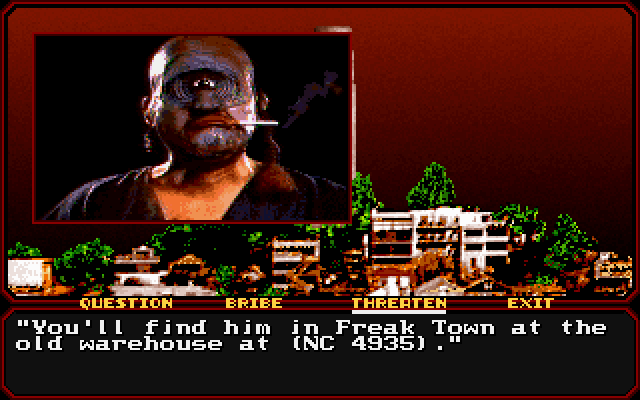 QUESTION BRIBE THREATEN EXIT
"You'll find him in Freak Town at the
old warehouse at (NC 4935)."